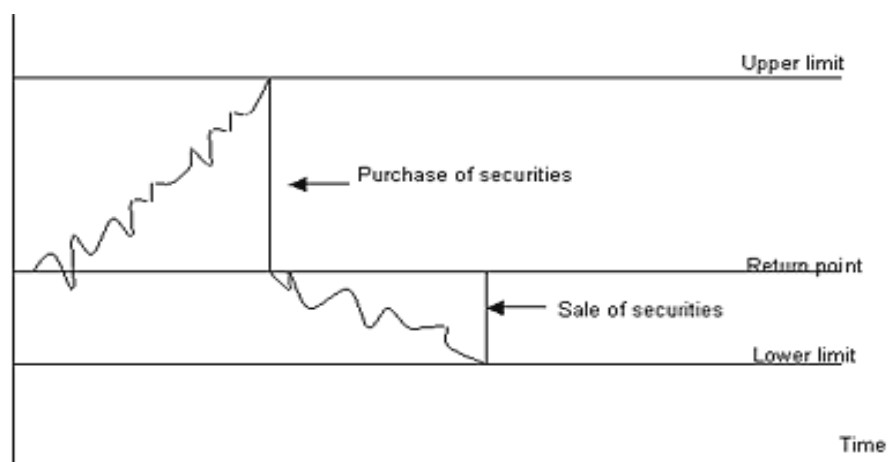 Upper limit
Purchase of securities
Return point
Sale of securities
Lower limit
Time